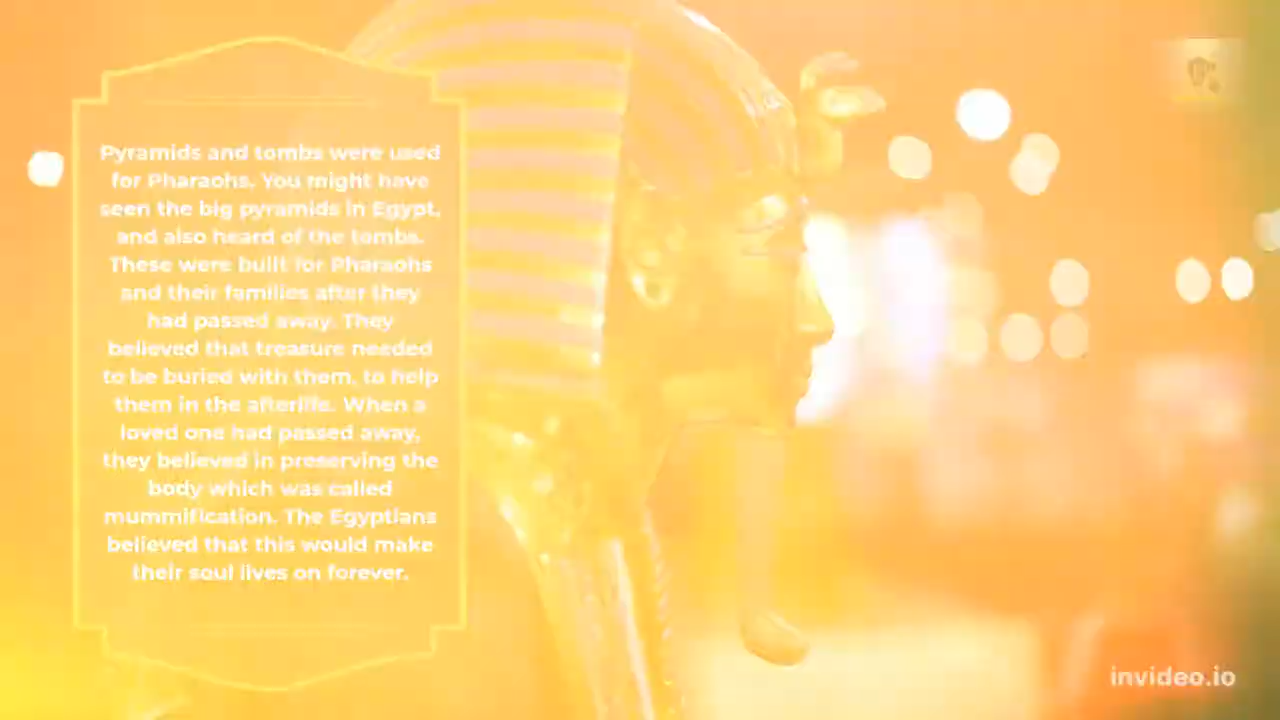 Pyramids and tombs were used
for Pharaohs. You might have
seen the big pyramids in Egypt,
and also heard of the tombs.
These were built for Pharaohs
and their families after they
had passed away. They
believed that treasure needed
to be buried with them, to help
them in the afterlife. When a
loved one had passed away,
they believed in preserving the
body which was called
mummification. The Egyptians
believed that this would make
their soul lives on forever.
invideo.io